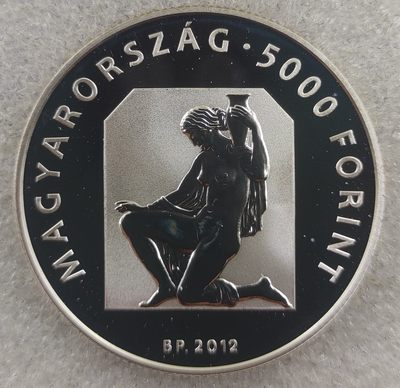 MAGYARORSZÁG · 5000 FORINT
BP. 2012